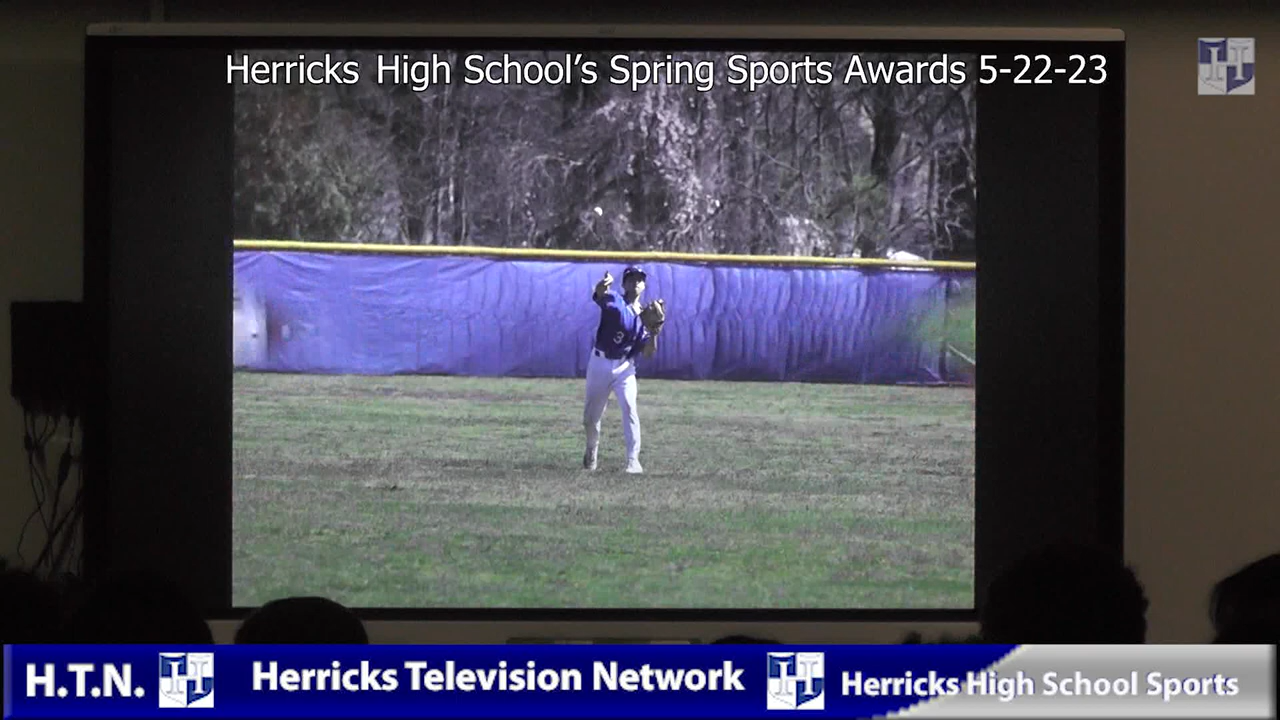 Herricks High School's Spring Sports Awards 5-22-23
H
3
H.T.N. H Herricks Television Network H Herricks High School Sports